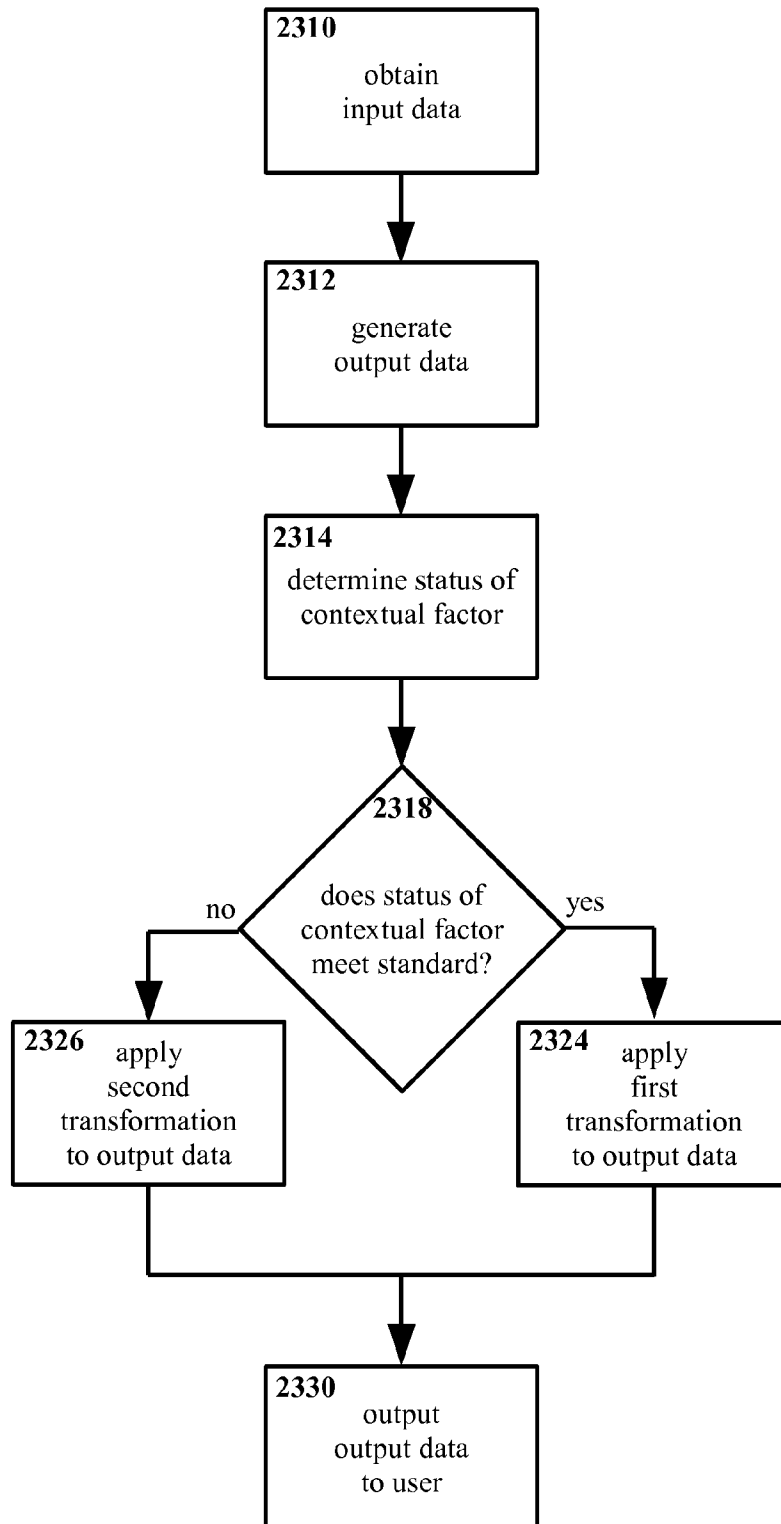 2310
obtain
input data
2312
generate
output data
2314
determine status of
contextual factor
2318
does status of
contextual factor
meet standard?
no
yes
2326
apply
second
transformation
to output data
2324
apply
first
transformation
to output data
2330
output
output data
to user